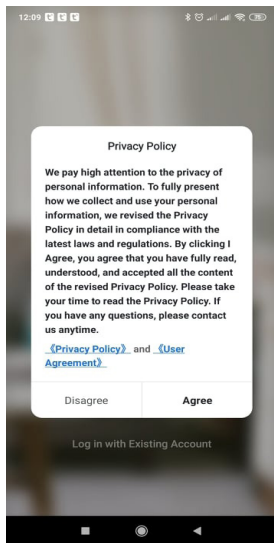 12:09
Privacy Policy
We pay high attention to the privacy of
personal information. To fully present
how we collect and use your personal
information, we revised the Privacy
Policy in detail in compliance with the
latest laws and regulations. By clicking I
Agree, you agree that you have fully read,
understood, and accepted all the content
of the revised Privacy Policy. Please take
your time to read the Privacy Policy. If
you have any questions, please contact
us anytime.
《Privacy Policy》 and 《User
Agreement》
Disagree Agree
Log in with Existing Account